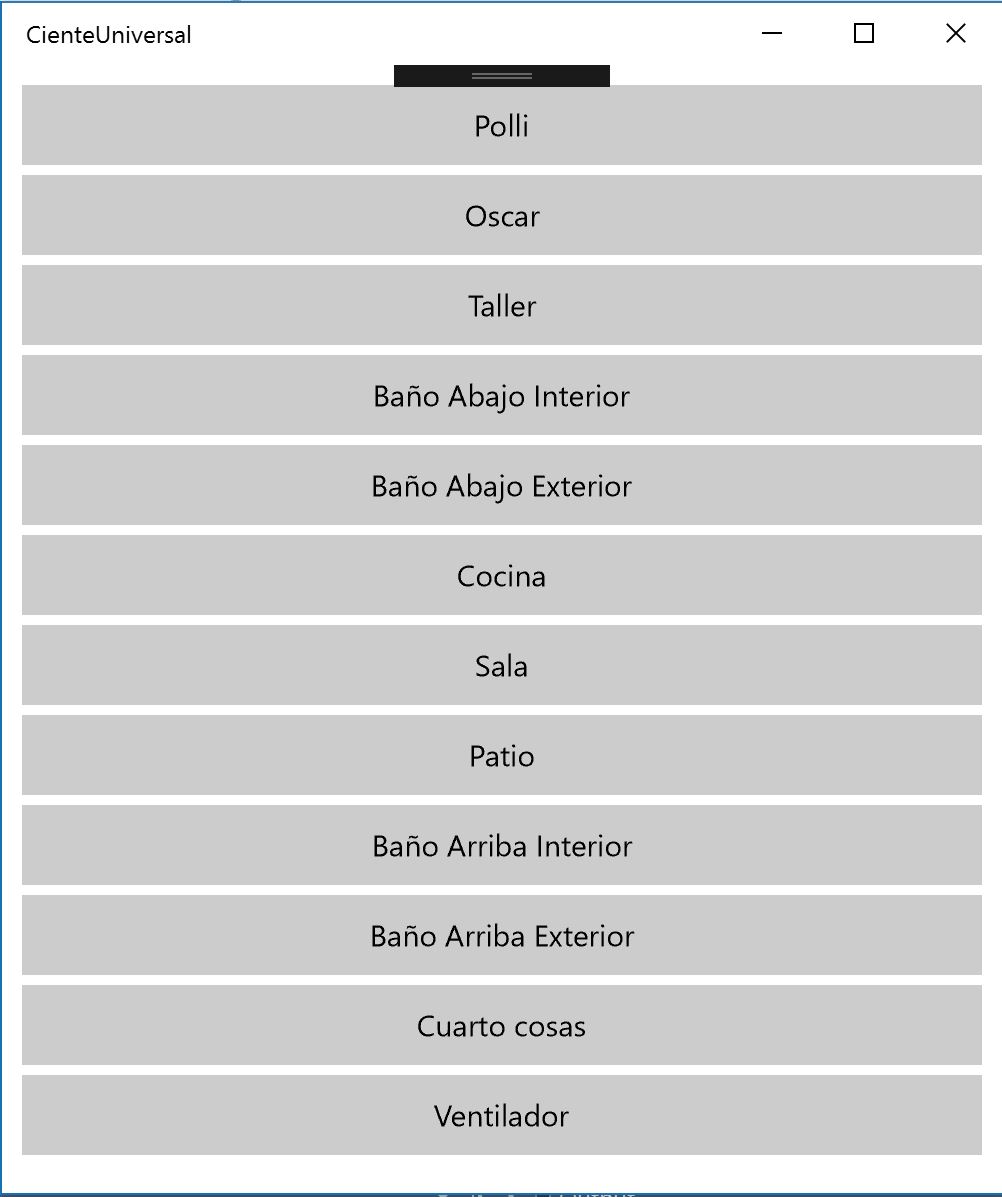 CienteUniversal
Polli
Oscar
Taller
Baño Abajo Interior
Baño Abajo Exterior
Cocina
Sala
Patio
Baño Arriba Interior
Baño Arriba Exterior
Cuarto cosas
Ventilador